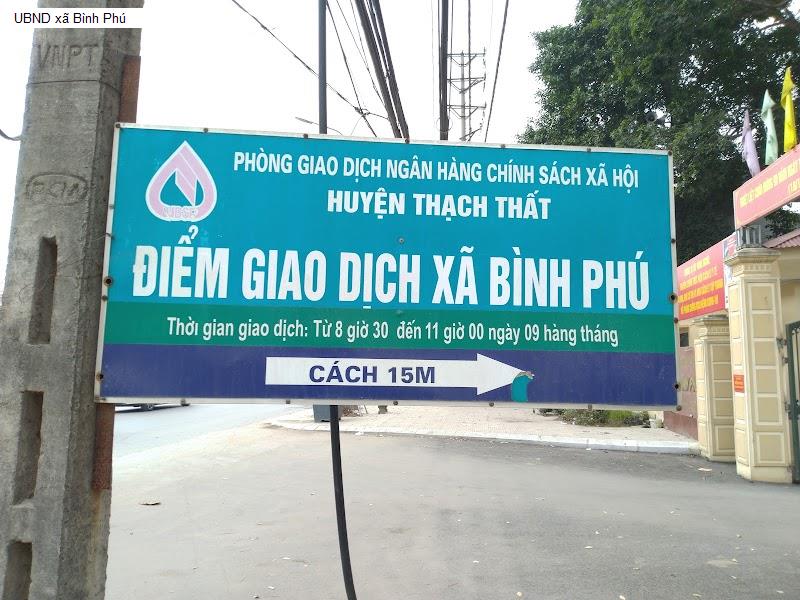 UBND xã Bình Phú
VNPT
PHÒNG GIAO DỊCH NGÂN HÀNG CHÍNH SÁCH XÃ HỘI
HUYỆN THẠCH THẤT
ĐIỂM GIAO DỊCH XÃ BÌNH PHÚ
Thời gian giao dịch: Từ 8 giờ 30 đến 11 giờ 00 ngày 09 hàng tháng
CÁCH 15M